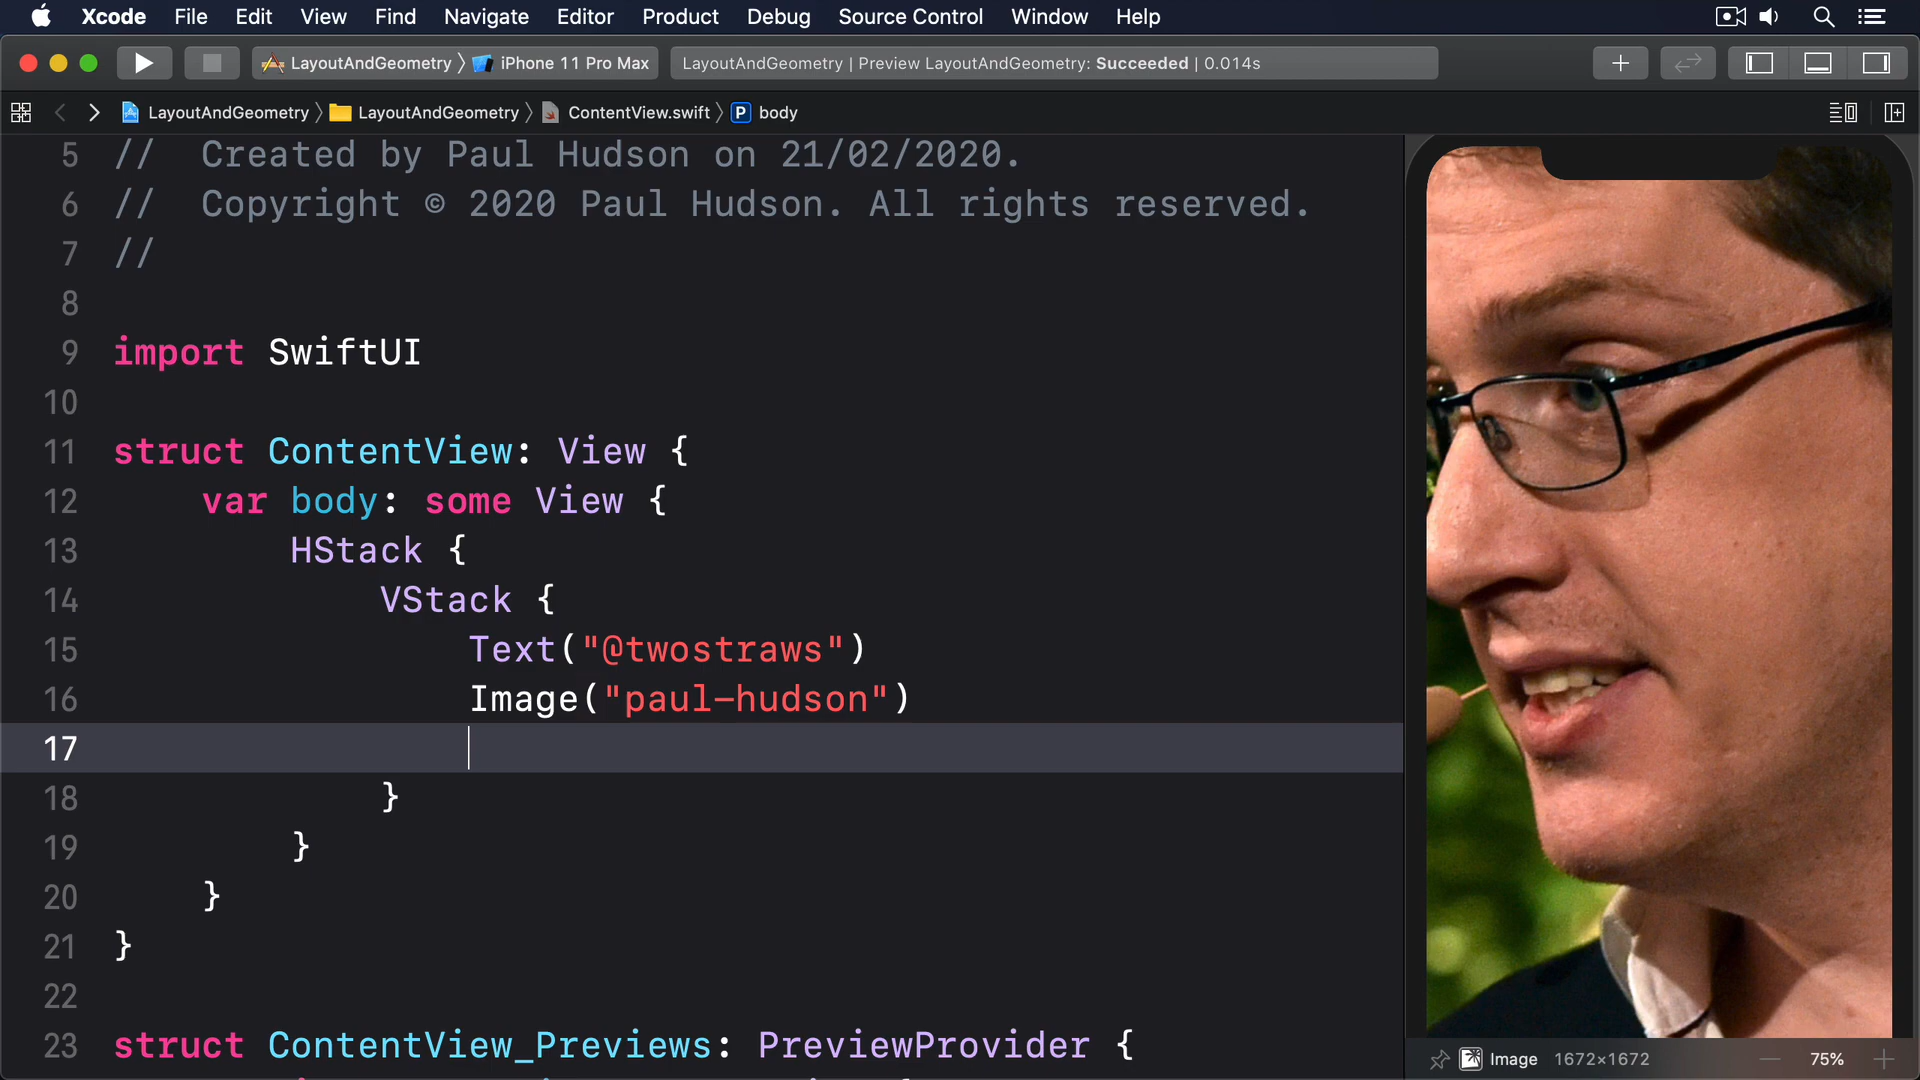 Xcode File Edit View Find Navigate Editor Product Debug Source Control Window Help
LayoutAndGeometry 〉 iPhone 11 Pro Max LayoutAndGeometry | Preview LayoutAndGeometry: Succeeded | 0.014s
LayoutAndGeometry 〉 LayoutAndGeometry 〉 ContentView.swift 〉 P body
5 //  Created by Paul Hudson on 21/02/2020.
6 //  Copyright © 2020 Paul Hudson. All rights reserved.
7 //
8
9 import SwiftUI
10
11 struct ContentView: View {
12 var body: some View {
13 HStack {
14 VStack {
15 Text("@twostraws")
16 Image("paul-hudson")
17
18 }
19 }
20 }
21 }
22
23 struct ContentView_Previews: PreviewProvider {
Image 1672×1672 75%